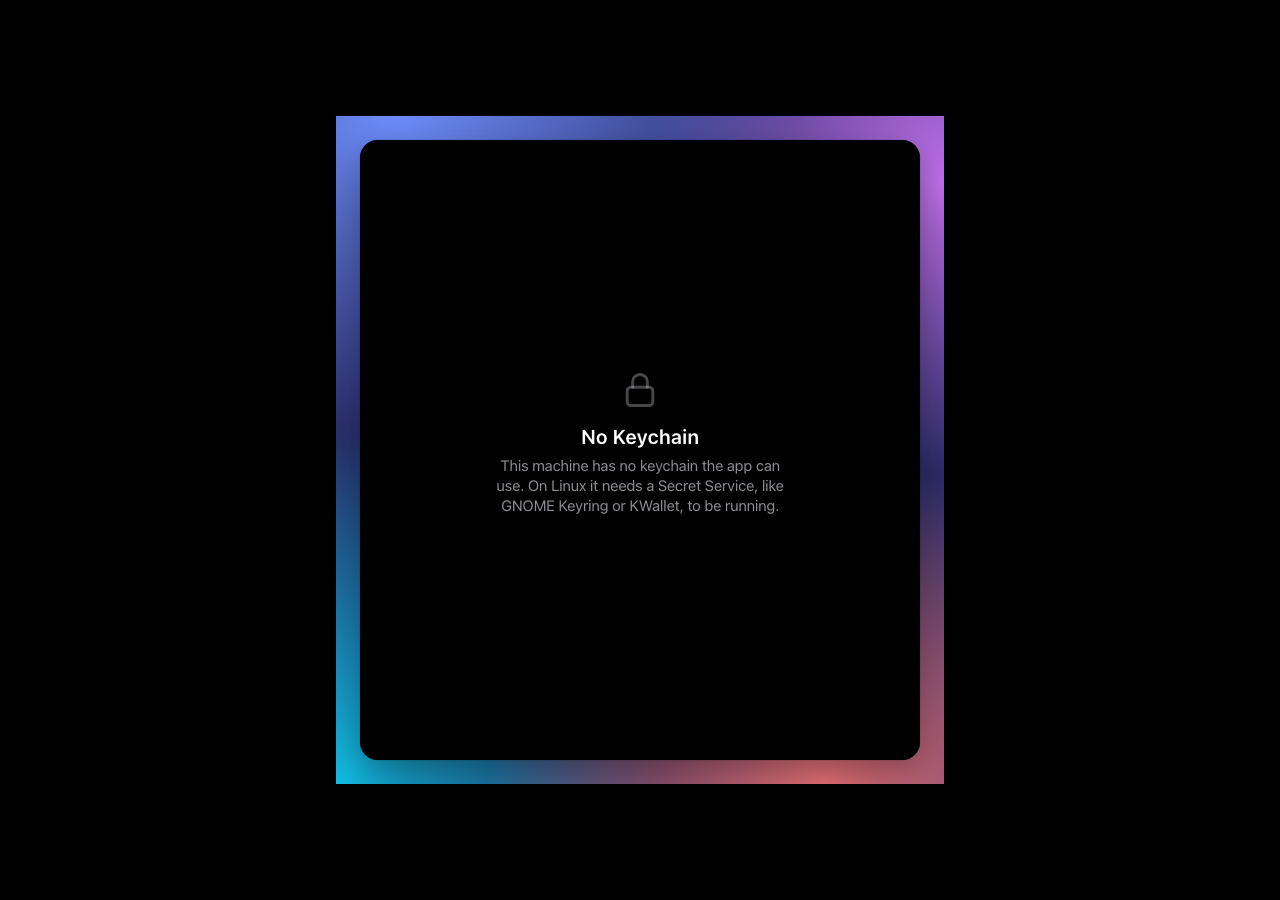 No Keychain
This machine has no keychain the app can
use. On Linux it needs a Secret Service, like
GNOME Keyring or KWallet, to be running.